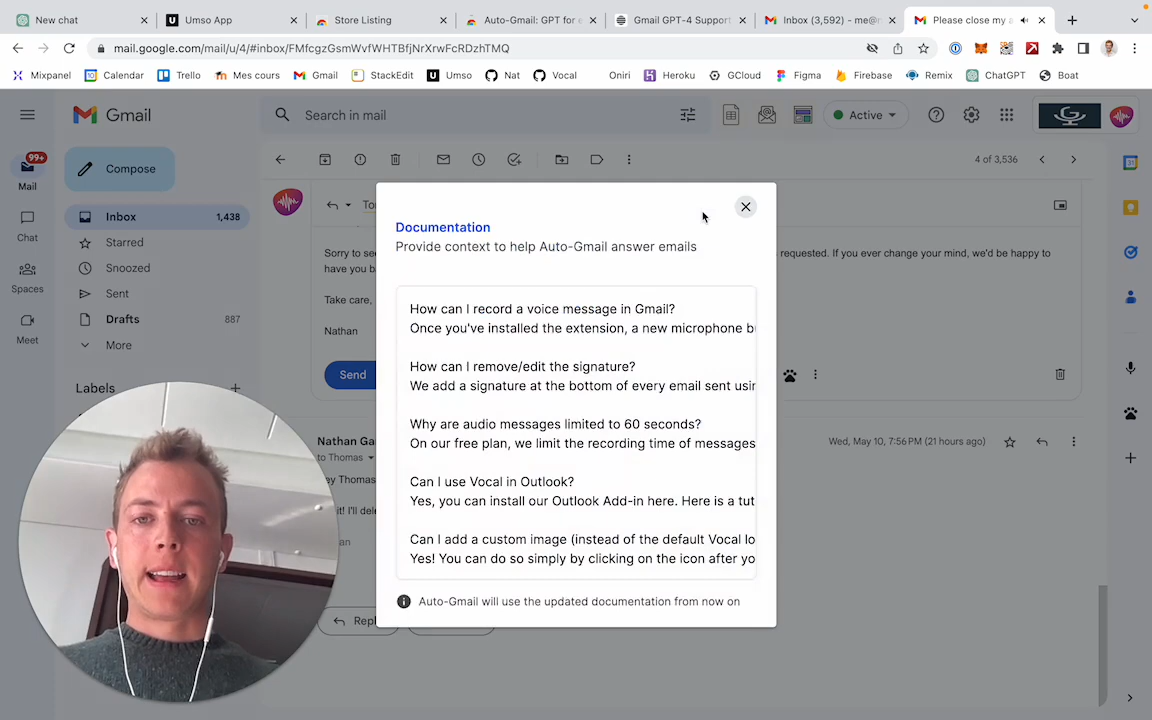 New chat
Umso App
Store Listing
Auto-Gmail: GPT for e
Gmail GPT-4 Support
Inbox (3,592) - me@r
Please close my a
mail.google.com/mail/u/4/#inbox/FMfcgzGsmWvfWHTBfjNrXrwFcRDzhTMQ
Mixpanel
Calendar
Trello
Mes cours
Gmail
StackEdit
Umso
Nat
Vocal
Oniri
Heroku
GCloud
Figma
Firebase
Remix
ChatGPT
Boat
Gmail
Search in mail
Active
99+
Mail
Chat
Spaces
Meet
Compose
Inbox 1,438
Starred
Snoozed
Sent
Drafts 887
More
Labels
4 of 3,536
Sorry to see
requested. If you ever change your mind, we'd be happy to
have you b
Take care,
Nathan
Send
Nathan Ga
to Thomas
Wed, May 10, 7:56 PM (21 hours ago)
ey Thomas
it! I'll dele
Repl
Documentation
Provide context to help Auto-Gmail answer emails
How can I record a voice message in Gmail?
Once you've installed the extension, a new microphone b
How can I remove/edit the signature?
We add a signature at the bottom of every email sent usin
Why are audio messages limited to 60 seconds?
On our free plan, we limit the recording time of messages
Can I use Vocal in Outlook?
Yes, you can install our Outlook Add-in here. Here is a tut
Can I add a custom image (instead of the default Vocal lo
Yes! You can do so simply by clicking on the icon after yo
Auto-Gmail will use the updated documentation from now on